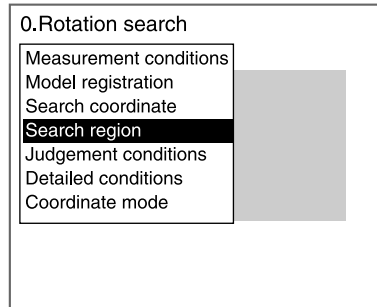 0.Rotation search
Measurement conditions
Model registration
Search coordinate
Search region
Judgement conditions
Detailed conditions
Coordinate mode